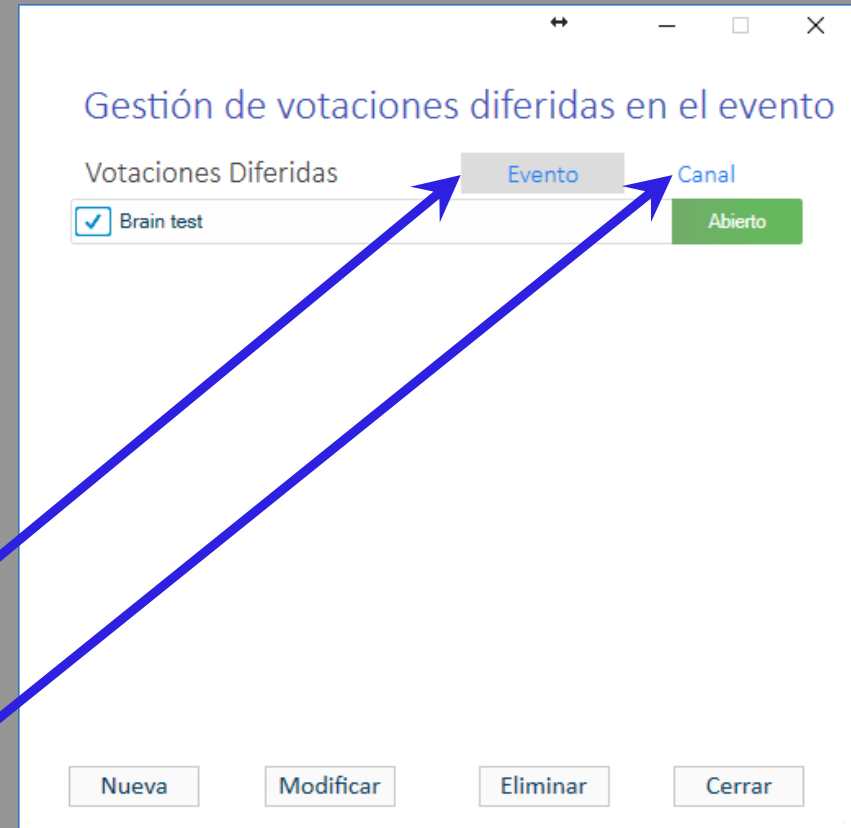 Gestión de votaciones diferidas en el evento
Votaciones Diferidas Evento Canal
Brain test Abierto
Nueva Modificar Eliminar Cerrar